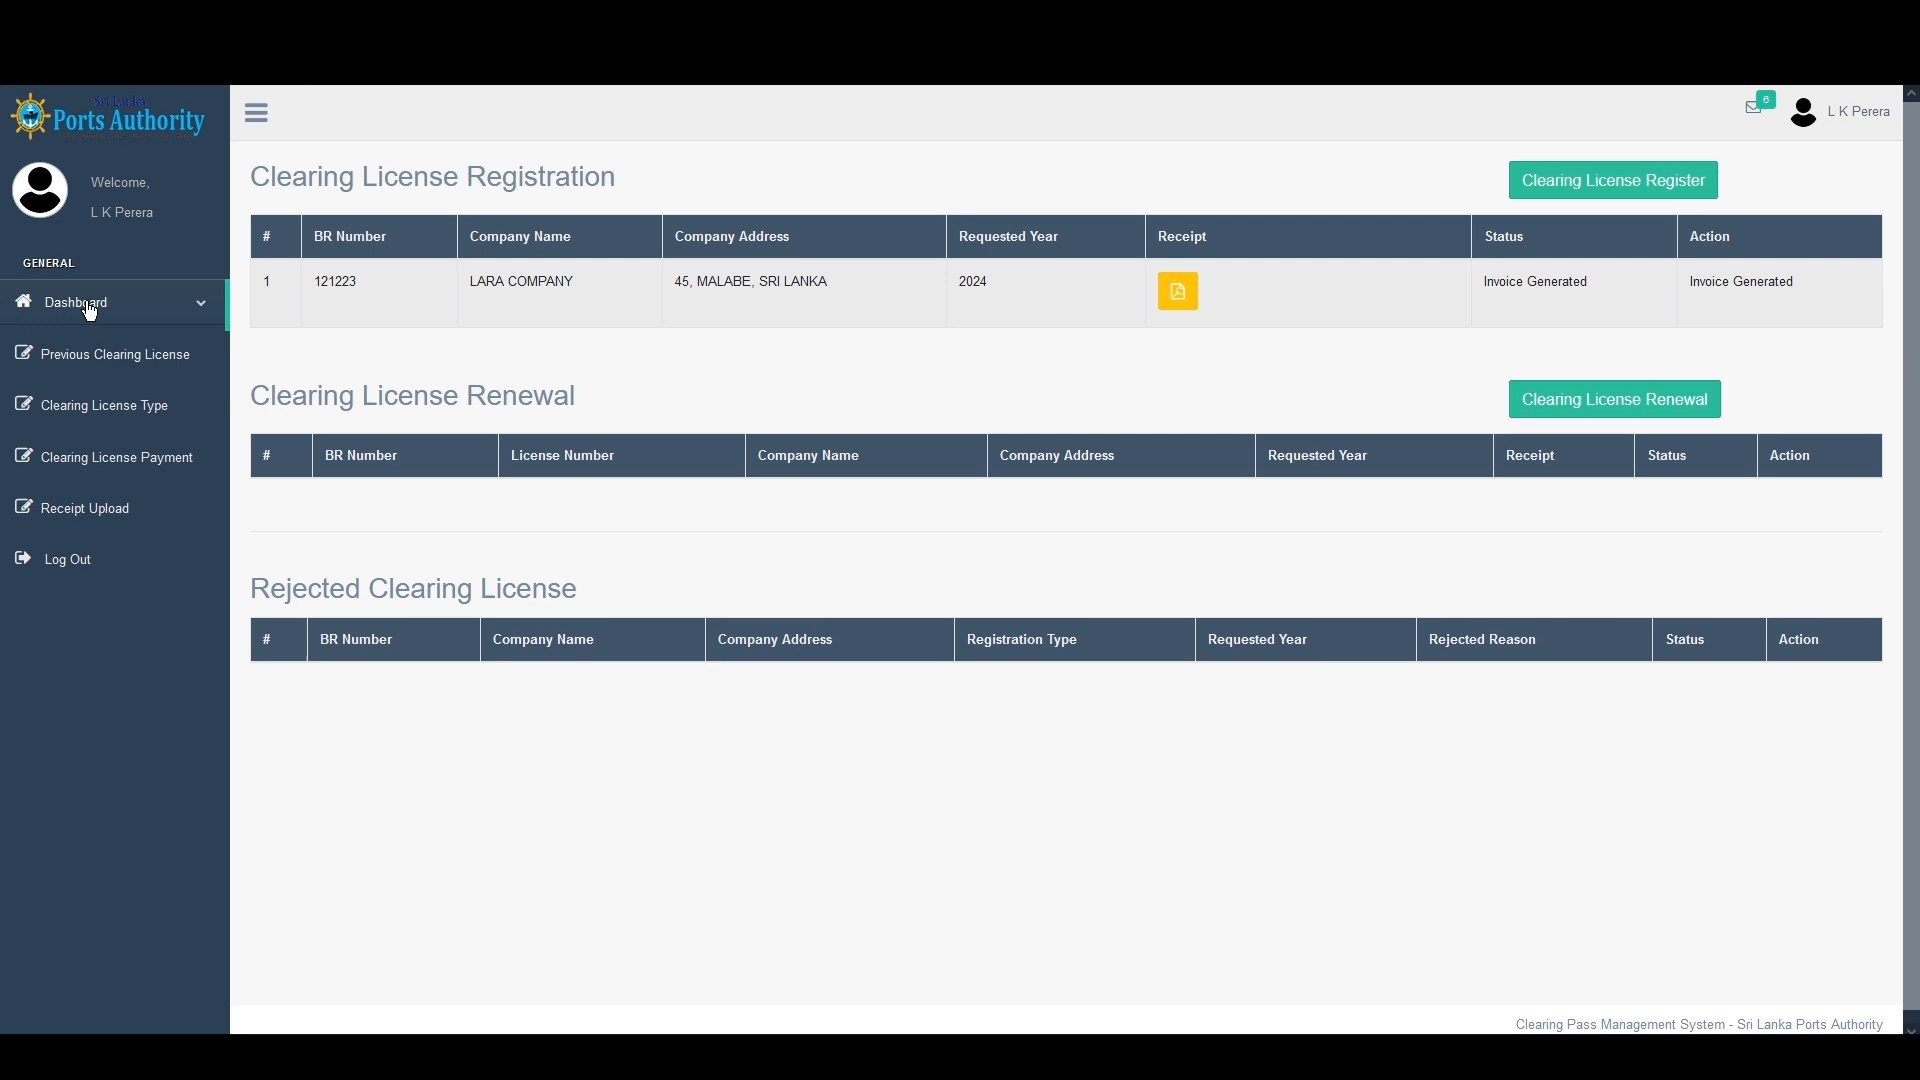 Sri Lanka
Ports Authority
6
L K Perera
Welcome,
L K Perera
GENERAL
Dashboard
Previous Clearing License
Clearing License Type
Clearing License Payment
Receipt Upload
Log Out
Clearing License Registration
Clearing License Register
# BR Number Company Name Company Address Requested Year Receipt Status Action
1 121223 LARA COMPANY 45, MALABE, SRI LANKA 2024 Invoice Generated Invoice Generated
Clearing License Renewal
Clearing License Renewal
# BR Number License Number Company Name Company Address Requested Year Receipt Status Action
Rejected Clearing License
# BR Number Company Name Company Address Registration Type Requested Year Rejected Reason Status Action
Clearing Pass Management System - Sri Lanka Ports Authority